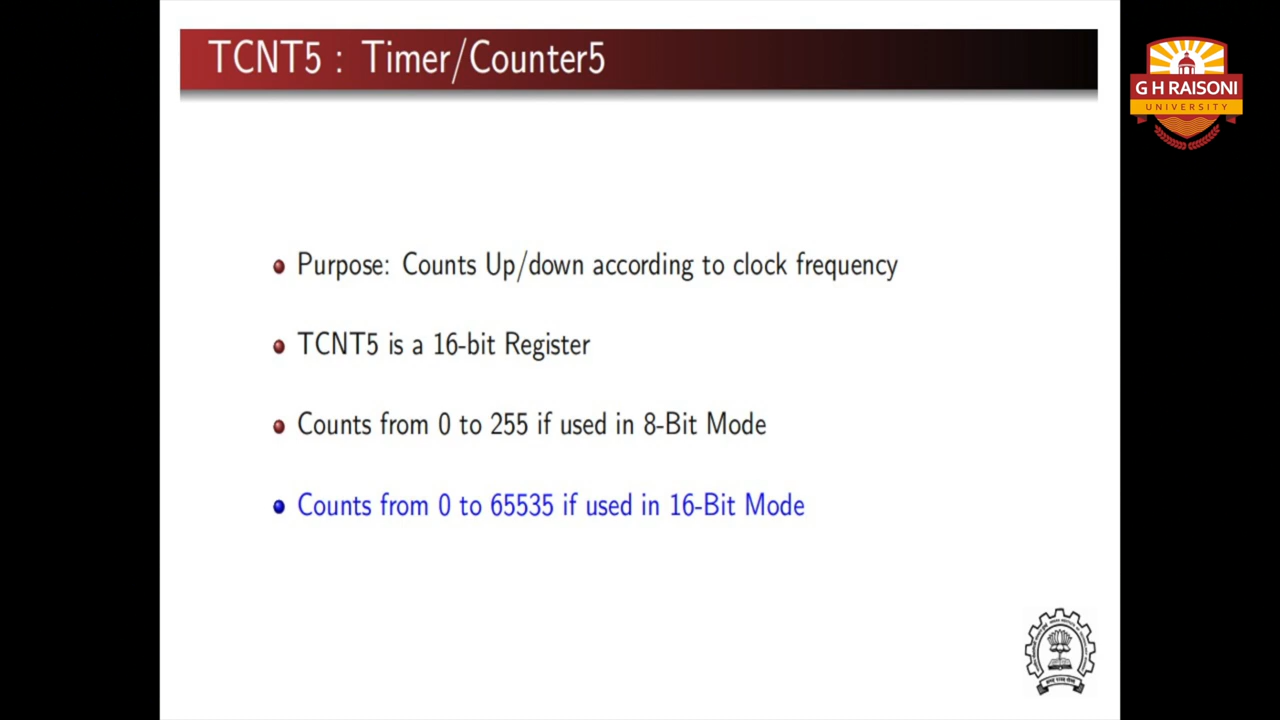 TCNT5 : Timer/Counter5
G H RAISONI
UNIVERSITY
Purpose: Counts Up/down according to clock frequency
TCNT5 is a 16-bit Register
Counts from 0 to 255 if used in 8-Bit Mode
Counts from 0 to 65535 if used in 16-Bit Mode